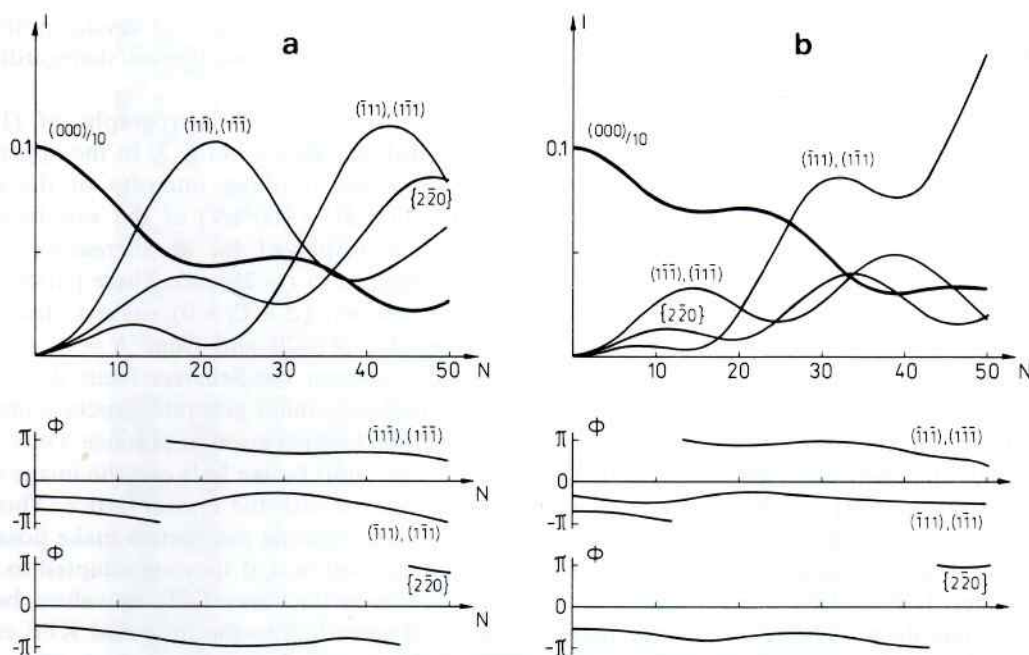 I
a
(000)/10
(1̄11̄),(11̄1̄)
(1̄11),(11̄1)
{22̄0}
0.1
10 20 30 40 50 N
Φ
π
0
-π
(1̄11̄),(11̄1̄)
N
(1̄11),(11̄1)
Φ
π
0
-π
{22̄0}
N
I
b
(000)/10
(1̄11),(11̄1)
(11̄1̄),(1̄11̄)
{22̄0}
0.1
10 20 30 40 50 N
Φ
π
0
-π
(1̄11̄),(11̄1̄)
N
(1̄11),(11̄1)
Φ
π
0
-π
{22̄0}
N